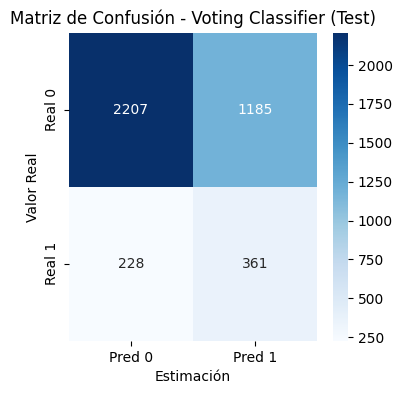 Matriz de Confusión - Voting Classifier (Test)
Valor Real
Real 0
2207
1185
Real 1
228
361
Pred 0
Pred 1
Estimación
2000
1750
1500
1250
1000
750
500
250